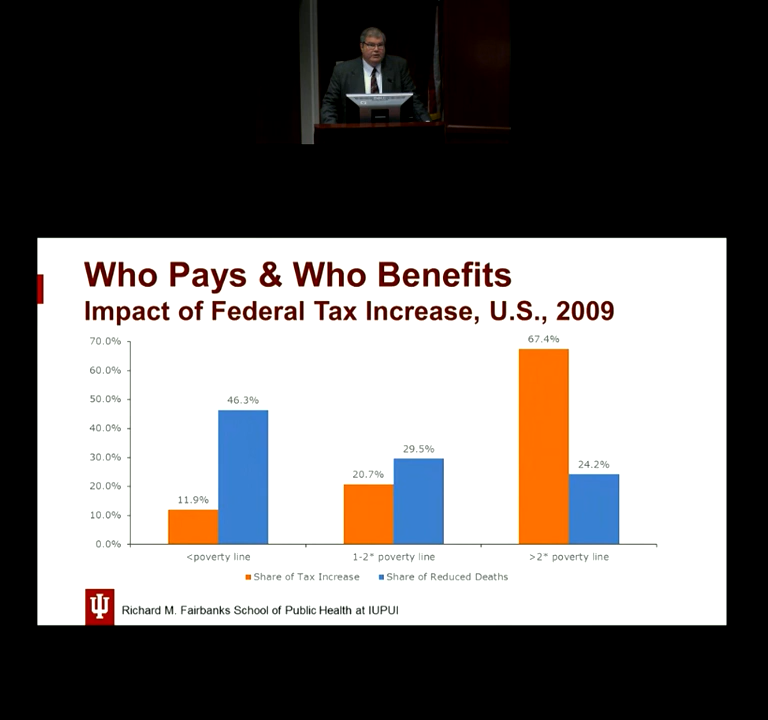 Who Pays & Who Benefits
Impact of Federal Tax Increase, U.S., 2009
70.0%
60.0%
50.0%
40.0%
30.0%
20.0%
10.0%
0.0%
11.9%
46.3%
20.7%
29.5%
67.4%
24.2%
<poverty line
1-2* poverty line
>2* poverty line
Share of Tax Increase
Share of Reduced Deaths
Richard M. Fairbanks School of Public Health at IUPUI